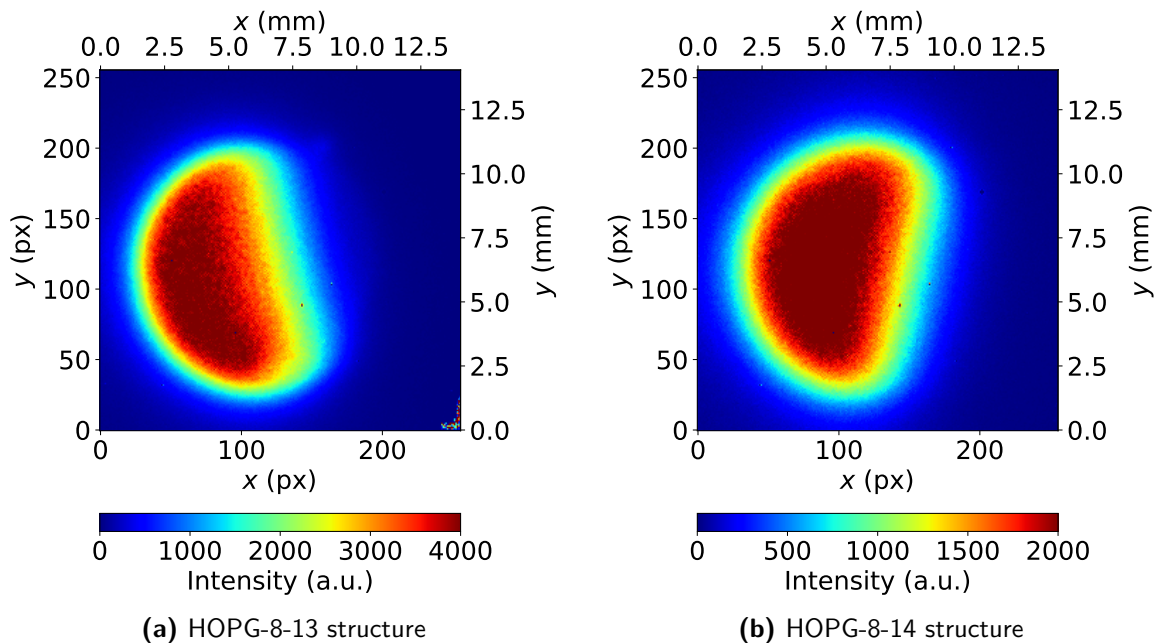 x (mm)
0.0 2.5 5.0 7.5 10.0 12.5
250
200
150
100
50
0
y (px)
12.5
10.0
7.5
5.0
2.5
0.0
y (mm)
0 100 200
x (px)
0 1000 2000 3000 4000
Intensity (a.u.)
(a) HOPG-8-13 structure
x (mm)
0.0 2.5 5.0 7.5 10.0 12.5
250
200
150
100
50
0
y (px)
12.5
10.0
7.5
5.0
2.5
0.0
y (mm)
0 100 200
x (px)
0 500 1000 1500 2000
Intensity (a.u.)
(b) HOPG-8-14 structure